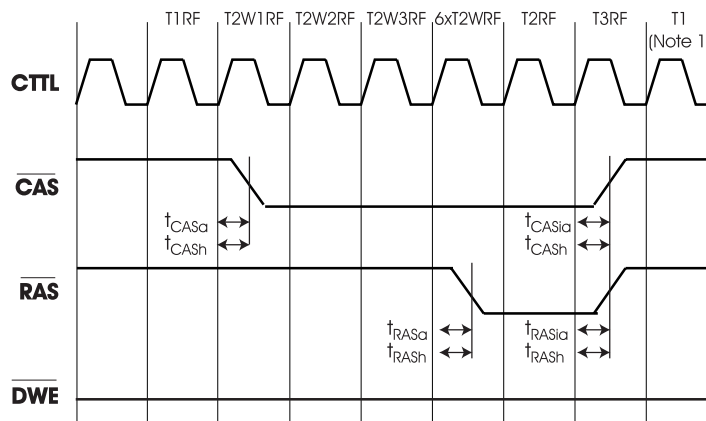 T1RF T2W1RF T2W2RF T2W3RF 6xT2WRF T2RF T3RF T1
(Note 1
CTTL
CAS
tCASa tCASia
tCASh tCASh
RAS
tRASa tRASia
tRASh tRASh
DWE